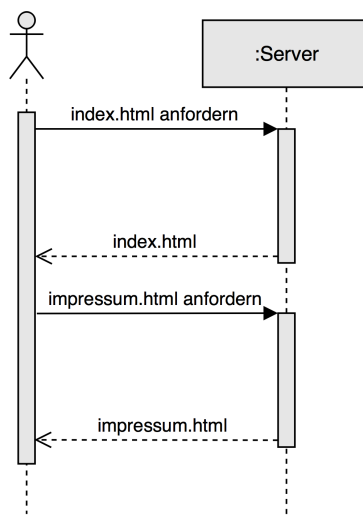 :Server
index.html anfordern
index.html
impressum.html anfordern
impressum.html